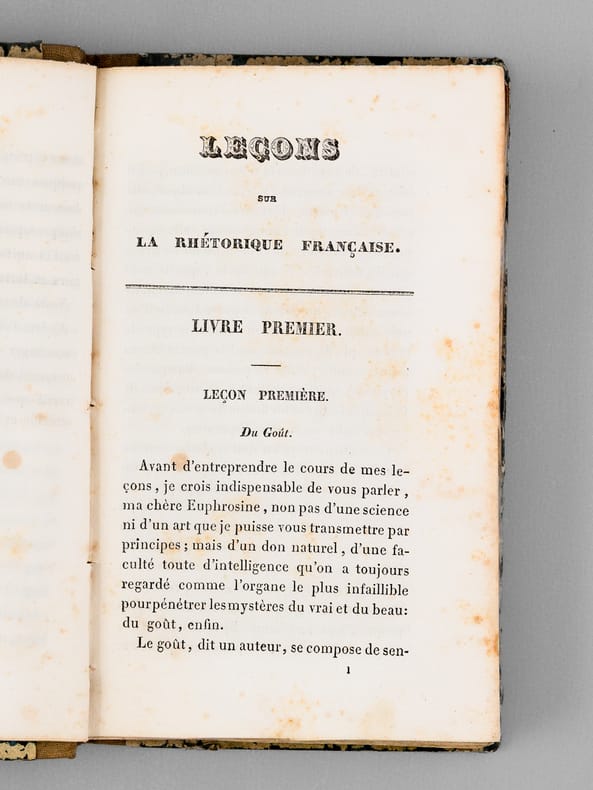 LEÇONS
SUR
LA RHÉTORIQUE FRANÇAISE.
LIVRE PREMIER.
LEÇON PREMIÈRE.
Du Goût.
Avant d'entreprendre le cours de mes le-
çons, je crois indispensable de vous parler,
ma chère Euphrosine, non pas d'une science
ni d'un art que je puisse vous transmettre par
principes; mais d'un don naturel, d'une fa-
culté toute d'intelligence qu'on a toujours
regardé comme l'organe le plus infaillible
pour pénétrer les mystères du vrai et du beau:
du goût, enfin.
Le goût, dit un auteur, se compose de sen-
1